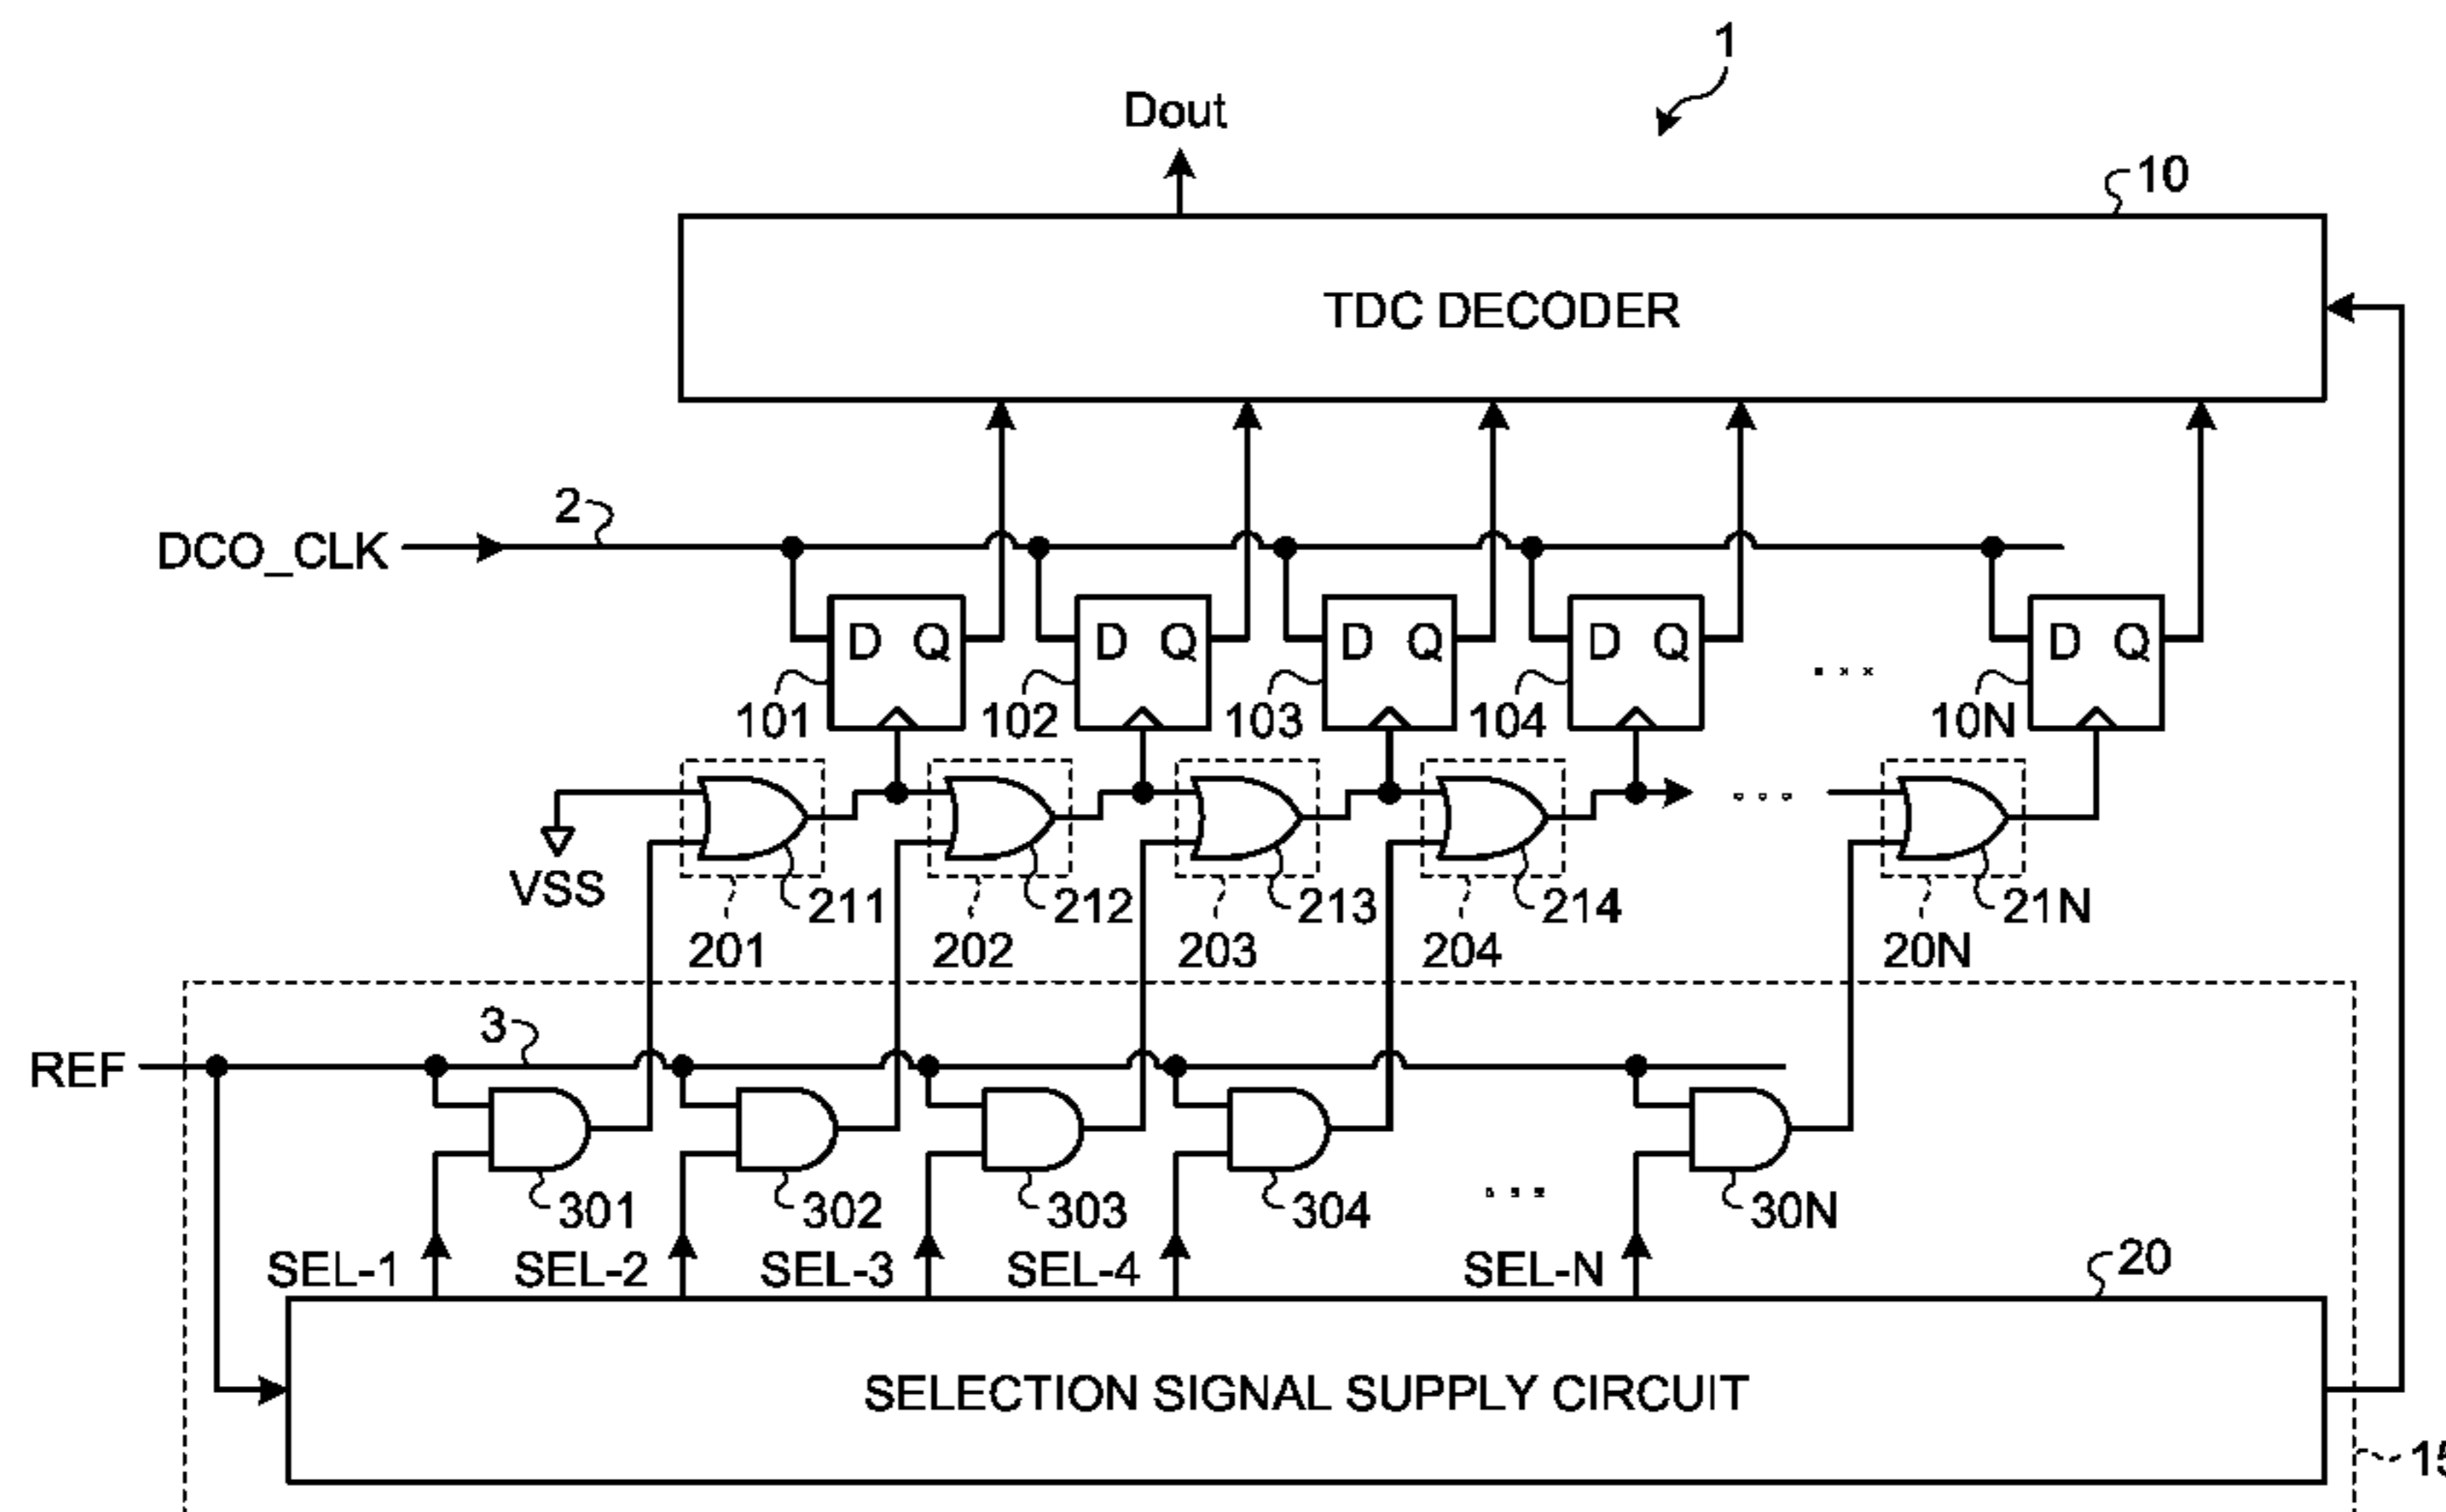 1
Dout
10
TDC DECODER
2
DCO_CLK
D Q
D Q
D Q
D Q
D Q
101
102
103
104
10N
VSS
211
212
213
214
21N
201
202
203
204
20N
3
REF
301
302
303
304
30N
SEL-1
SEL-2
SEL-3
SEL-4
SEL-N
20
SELECTION SIGNAL SUPPLY CIRCUIT
15